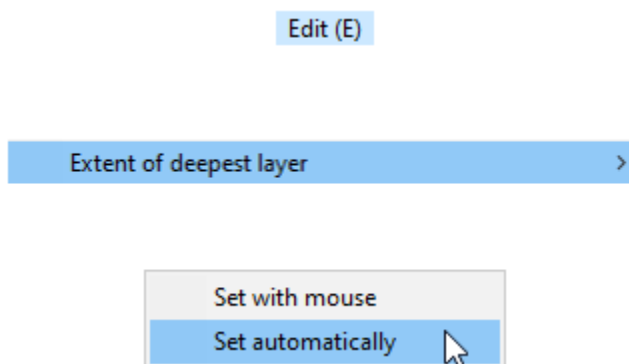 Edit (E)
Extent of deepest layer
Set with mouse
Set automatically